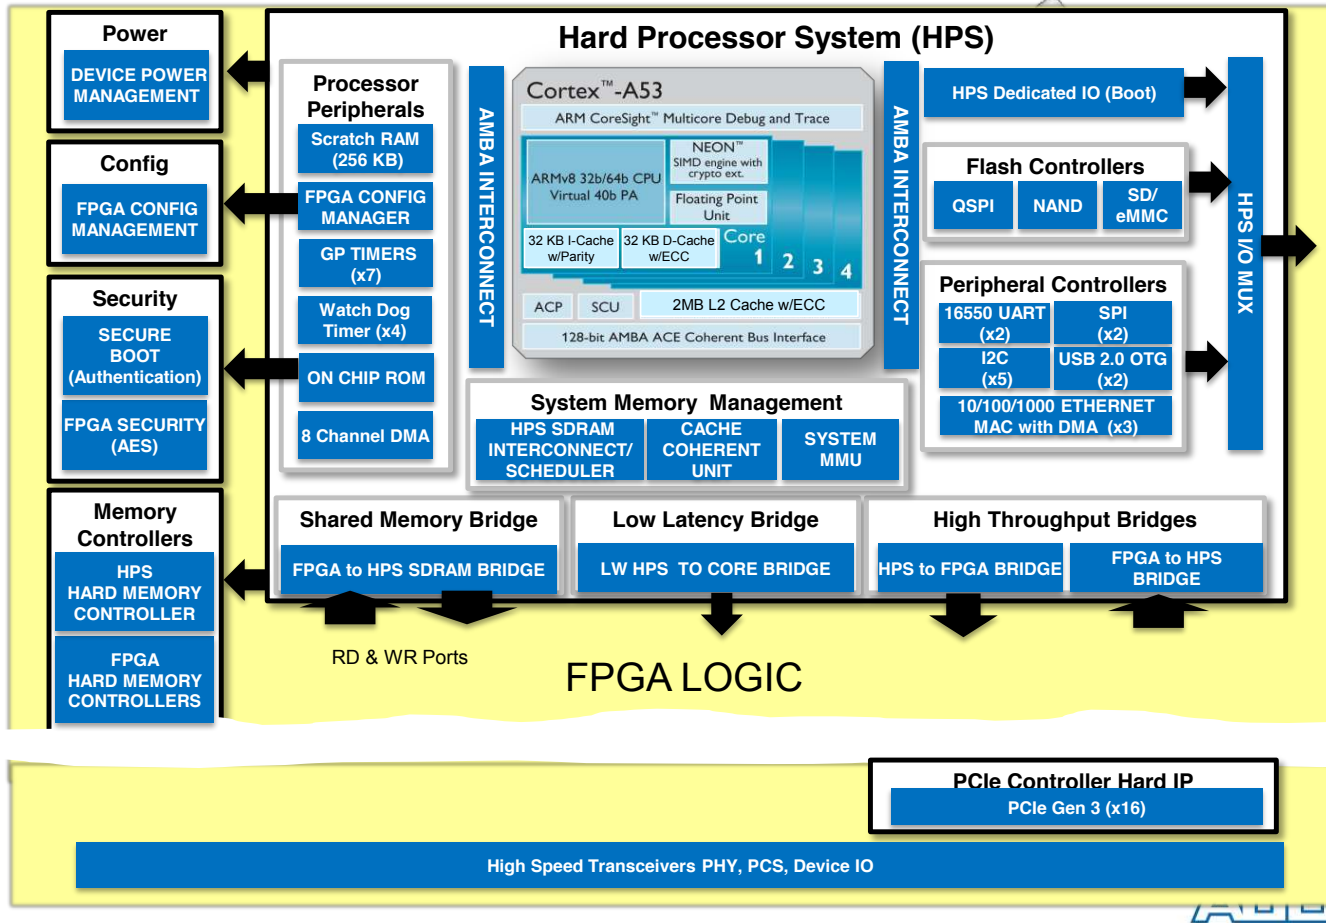 Hard Processor System (HPS)
Power
DEVICE POWER
MANAGEMENT
Config
FPGA CONFIG
MANAGEMENT
Security
SECURE
BOOT
(Authentication)
FPGA SECURITY
(AES)
Memory
Controllers
HPS
HARD MEMORY
CONTROLLER
FPGA
HARD MEMORY
CONTROLLERS
Processor
Peripherals
Scratch RAM
(256 KB)
FPGA CONFIG
MANAGER
GP TIMERS
(x7)
Watch Dog
Timer (x4)
ON CHIP ROM
8 Channel DMA
AMBA INTERCONNECT
Cortex™-A53
ARM CoreSight™ Multicore Debug and Trace
ARMv8 32b/64b CPU
Virtual 40b PA
NEON™
SIMD engine with
crypto ext.
Floating Point
Unit
32 KB I-Cache
w/Parity
32 KB D-Cache
w/ECC
Core
1
2
3
4
ACP
SCU
2MB L2 Cache w/ECC
128-bit AMBA ACE Coherent Bus Interface
AMBA INTERCONNECT
HPS Dedicated IO (Boot)
Flash Controllers
QSPI
NAND
SD/
eMMC
Peripheral Controllers
16550 UART
(x2)
SPI
(x2)
I2C
(x5)
USB 2.0 OTG
(x2)
10/100/1000 ETHERNET
MAC with DMA (x3)
HPS I/O MUX
System Memory Management
HPS SDRAM
INTERCONNECT/
SCHEDULER
CACHE
COHERENT
UNIT
SYSTEM
MMU
Shared Memory Bridge
FPGA to HPS SDRAM BRIDGE
Low Latency Bridge
LW HPS TO CORE BRIDGE
High Throughput Bridges
HPS to FPGA BRIDGE
FPGA to HPS
BRIDGE
RD & WR Ports
FPGA LOGIC
PCIe Controller Hard IP
PCIe Gen 3 (x16)
High Speed Transceivers PHY, PCS, Device IO